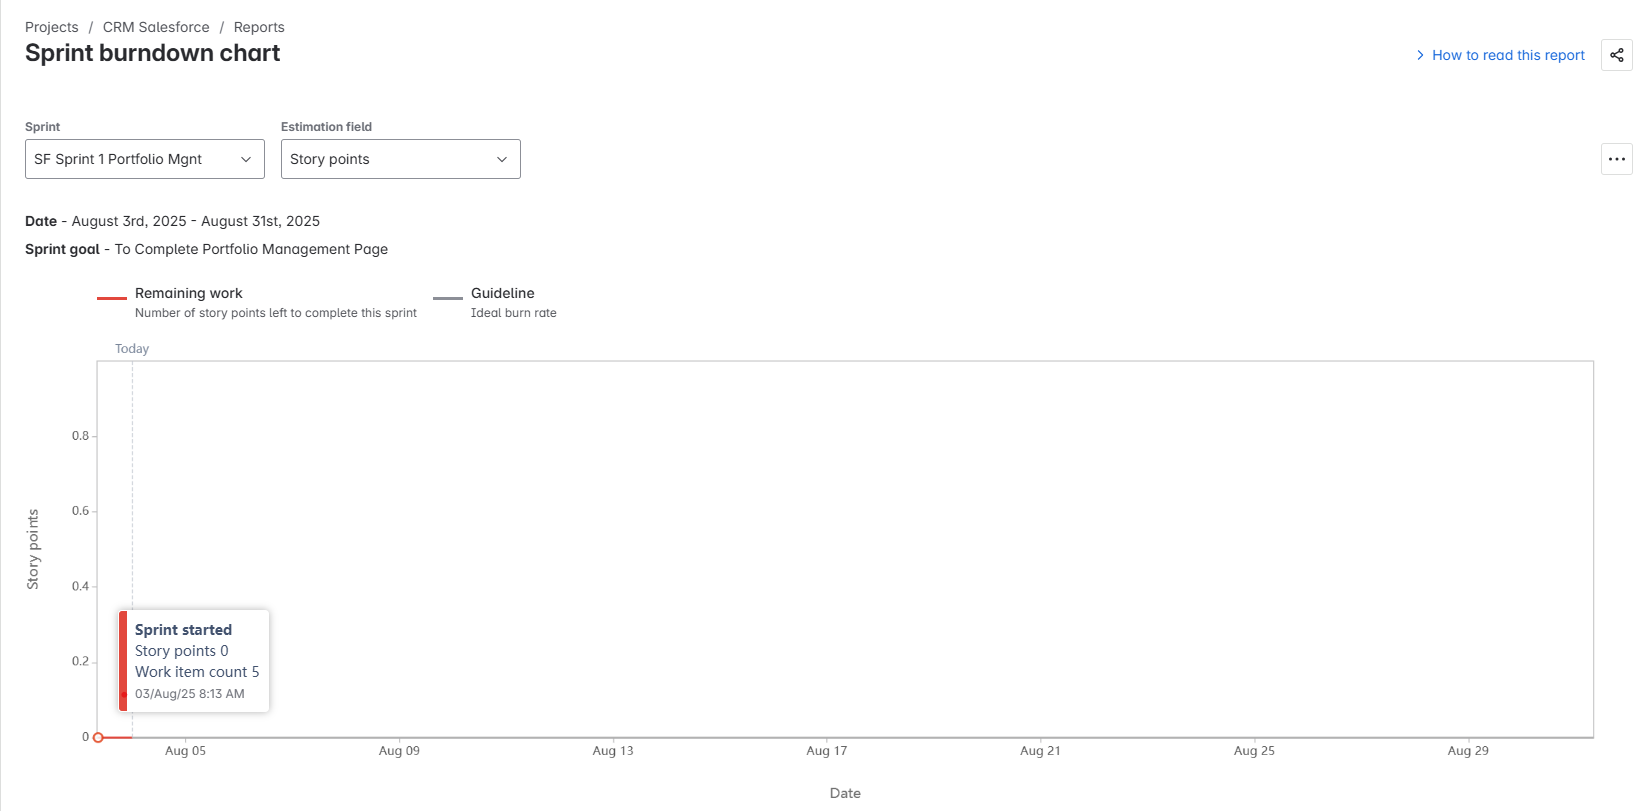 Projects / CRM Salesforce / Reports
Sprint burndown chart
How to read this report
Sprint
Estimation field
SF Sprint 1 Portfolio Mgnt
Story points
Date - August 3rd, 2025 - August 31st, 2025
Sprint goal - To Complete Portfolio Management Page
Remaining work
Number of story points left to complete this sprint
Guideline
Ideal burn rate
Today
0.8
0.6
0.4
0.2
0
Story points
Sprint started
Story points 0
Work item count 5
03/Aug/25 8:13 AM
Aug 05
Aug 09
Aug 13
Aug 17
Aug 21
Aug 25
Aug 29
Date